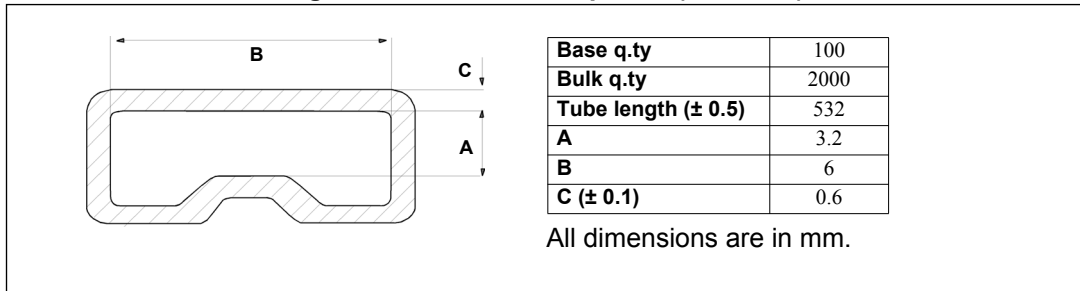 B
C
A
Base q.ty 100
Bulk q.ty 2000
Tube length (± 0.5) 532
A 3.2
B 6
C (± 0.1) 0.6
All dimensions are in mm.